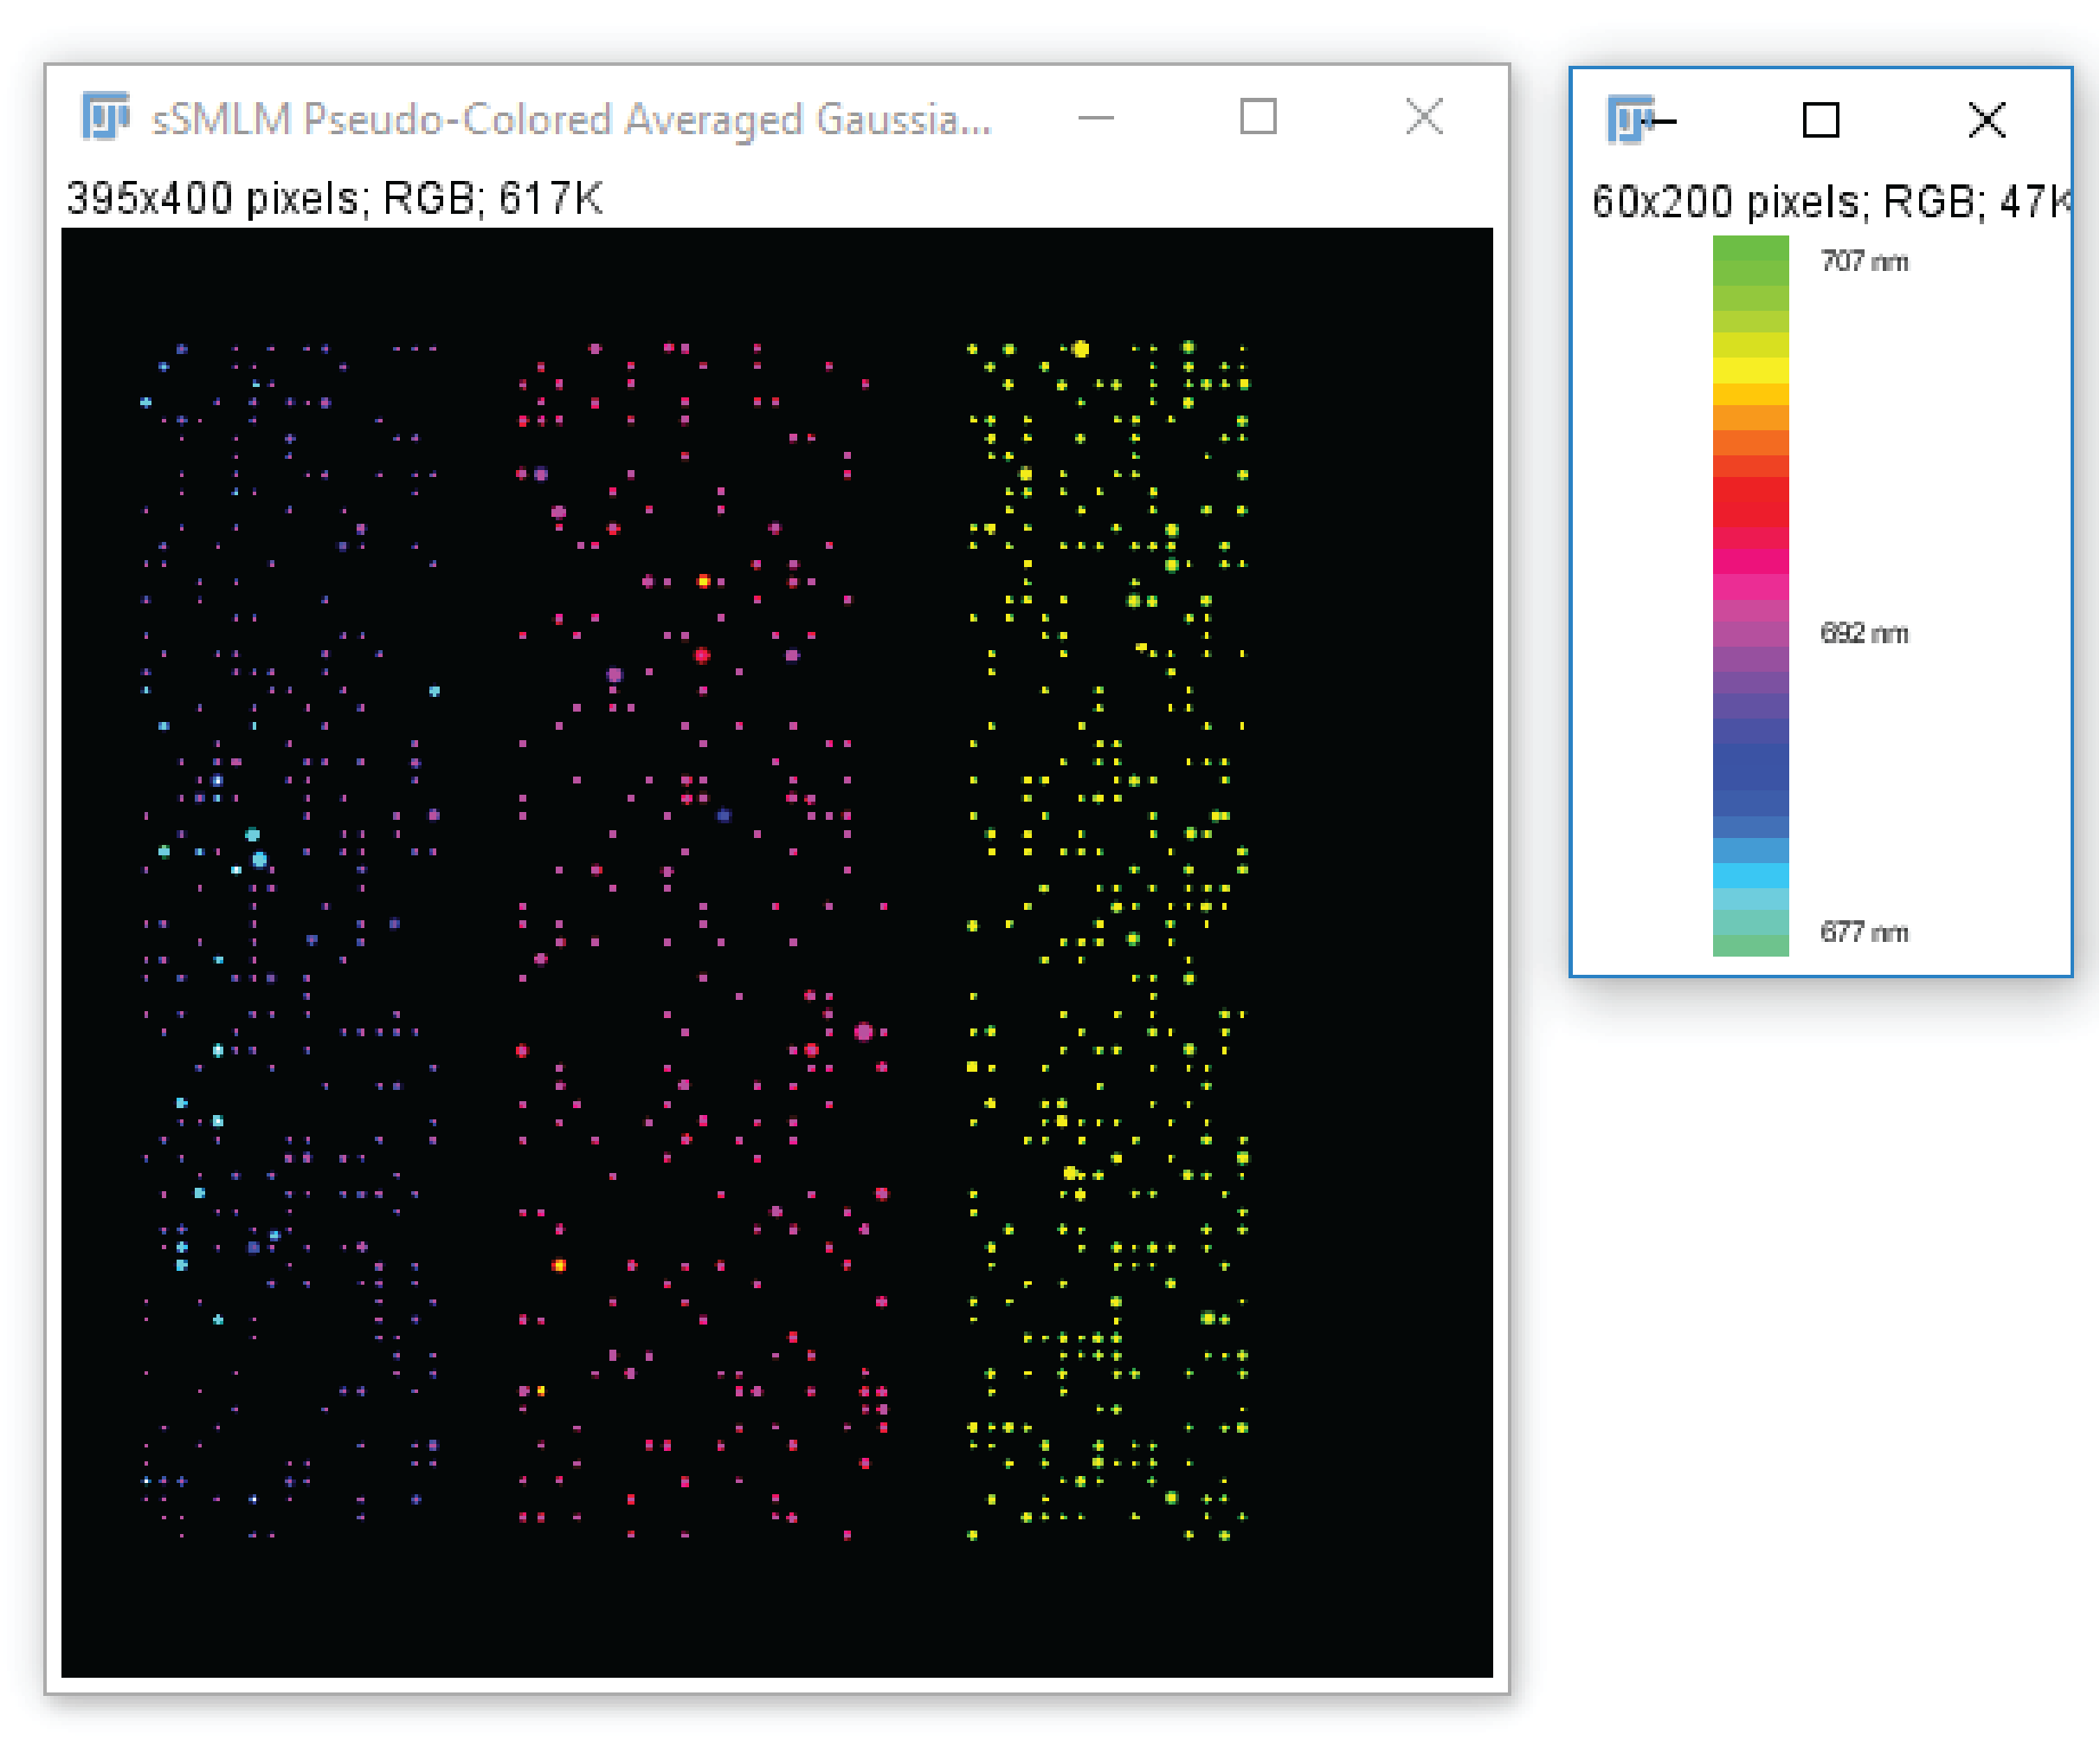 sSMLM Pseudo-Colored Averaged Gaussia...
395x400 pixels; RGB; 617K
60x200 pixels; RGB; 47K
707 nm
692 nm
677 nm